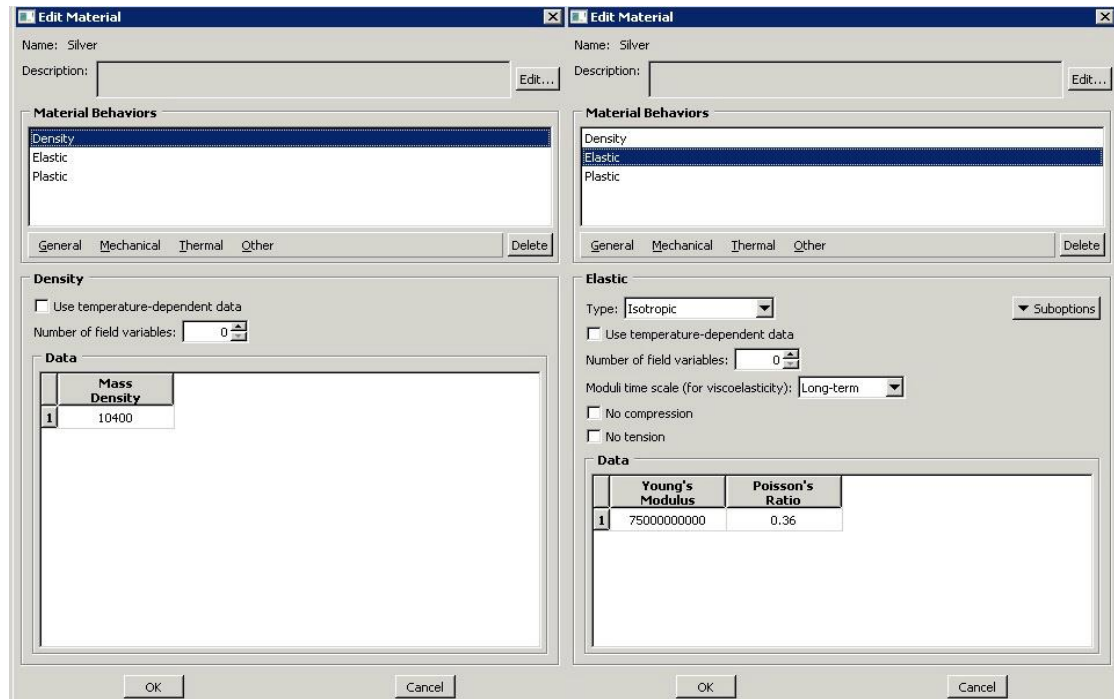 Edit Material
Name: Silver
Description:
Edit...
Material Behaviors
Density
Elastic
Plastic
General Mechanical Thermal Other Delete
Density
Use temperature-dependent data
Number of field variables: 0
Data
Mass
Density
1 10400
OK Cancel
Edit Material
Name: Silver
Description:
Edit...
Material Behaviors
Density
Elastic
Plastic
General Mechanical Thermal Other Delete
Elastic
Type: Isotropic Suboptions
Use temperature-dependent data
Number of field variables: 0
Moduli time scale (for viscoelasticity): Long-term
No compression
No tension
Data
Young's Poisson's
Modulus Ratio
1 75000000000 0.36
OK Cancel